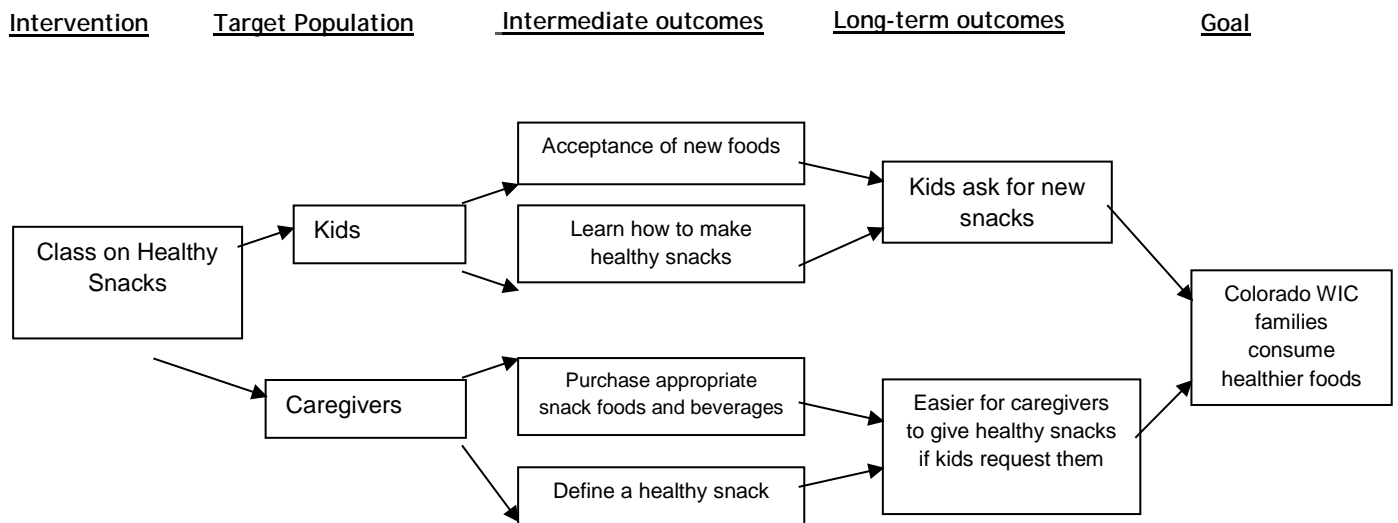 Intervention
Target Population
Intermediate outcomes
Long-term outcomes
Goal
Class on Healthy
Snacks
Kids
Caregivers
Acceptance of new foods
Learn how to make
healthy snacks
Purchase appropriate
snack foods and beverages
Define a healthy snack
Kids ask for new
snacks
Easier for caregivers
to give healthy snacks
if kids request them
Colorado WIC
families
consume
healthier foods